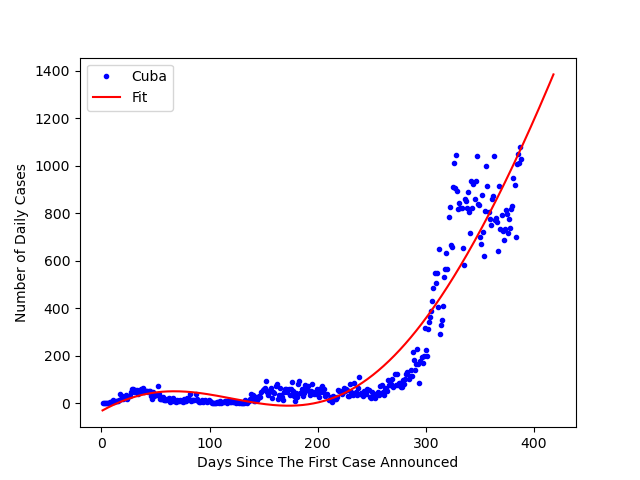 Cuba
Fit
1400
1200
1000
800
600
400
200
0
Number of Daily Cases
0 100 200 300 400
Days Since The First Case Announced